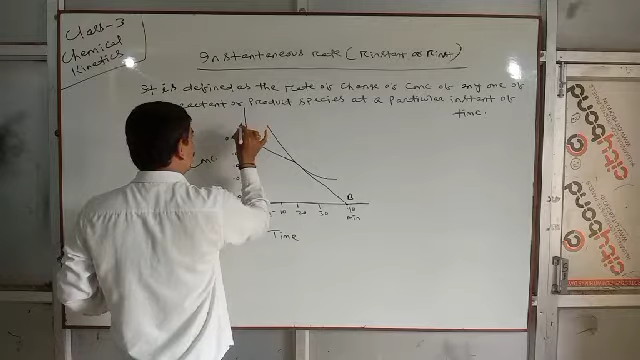 Class-3
Chemical
Kinetics
Instantaneous rate (Rinstant or Rinst)
It is defined as the rate of change of conc of any one of
reactant or product species at a particular instant of
time.
Conc.
B
10 20 30 40
min
Time
cityboond
cityboond